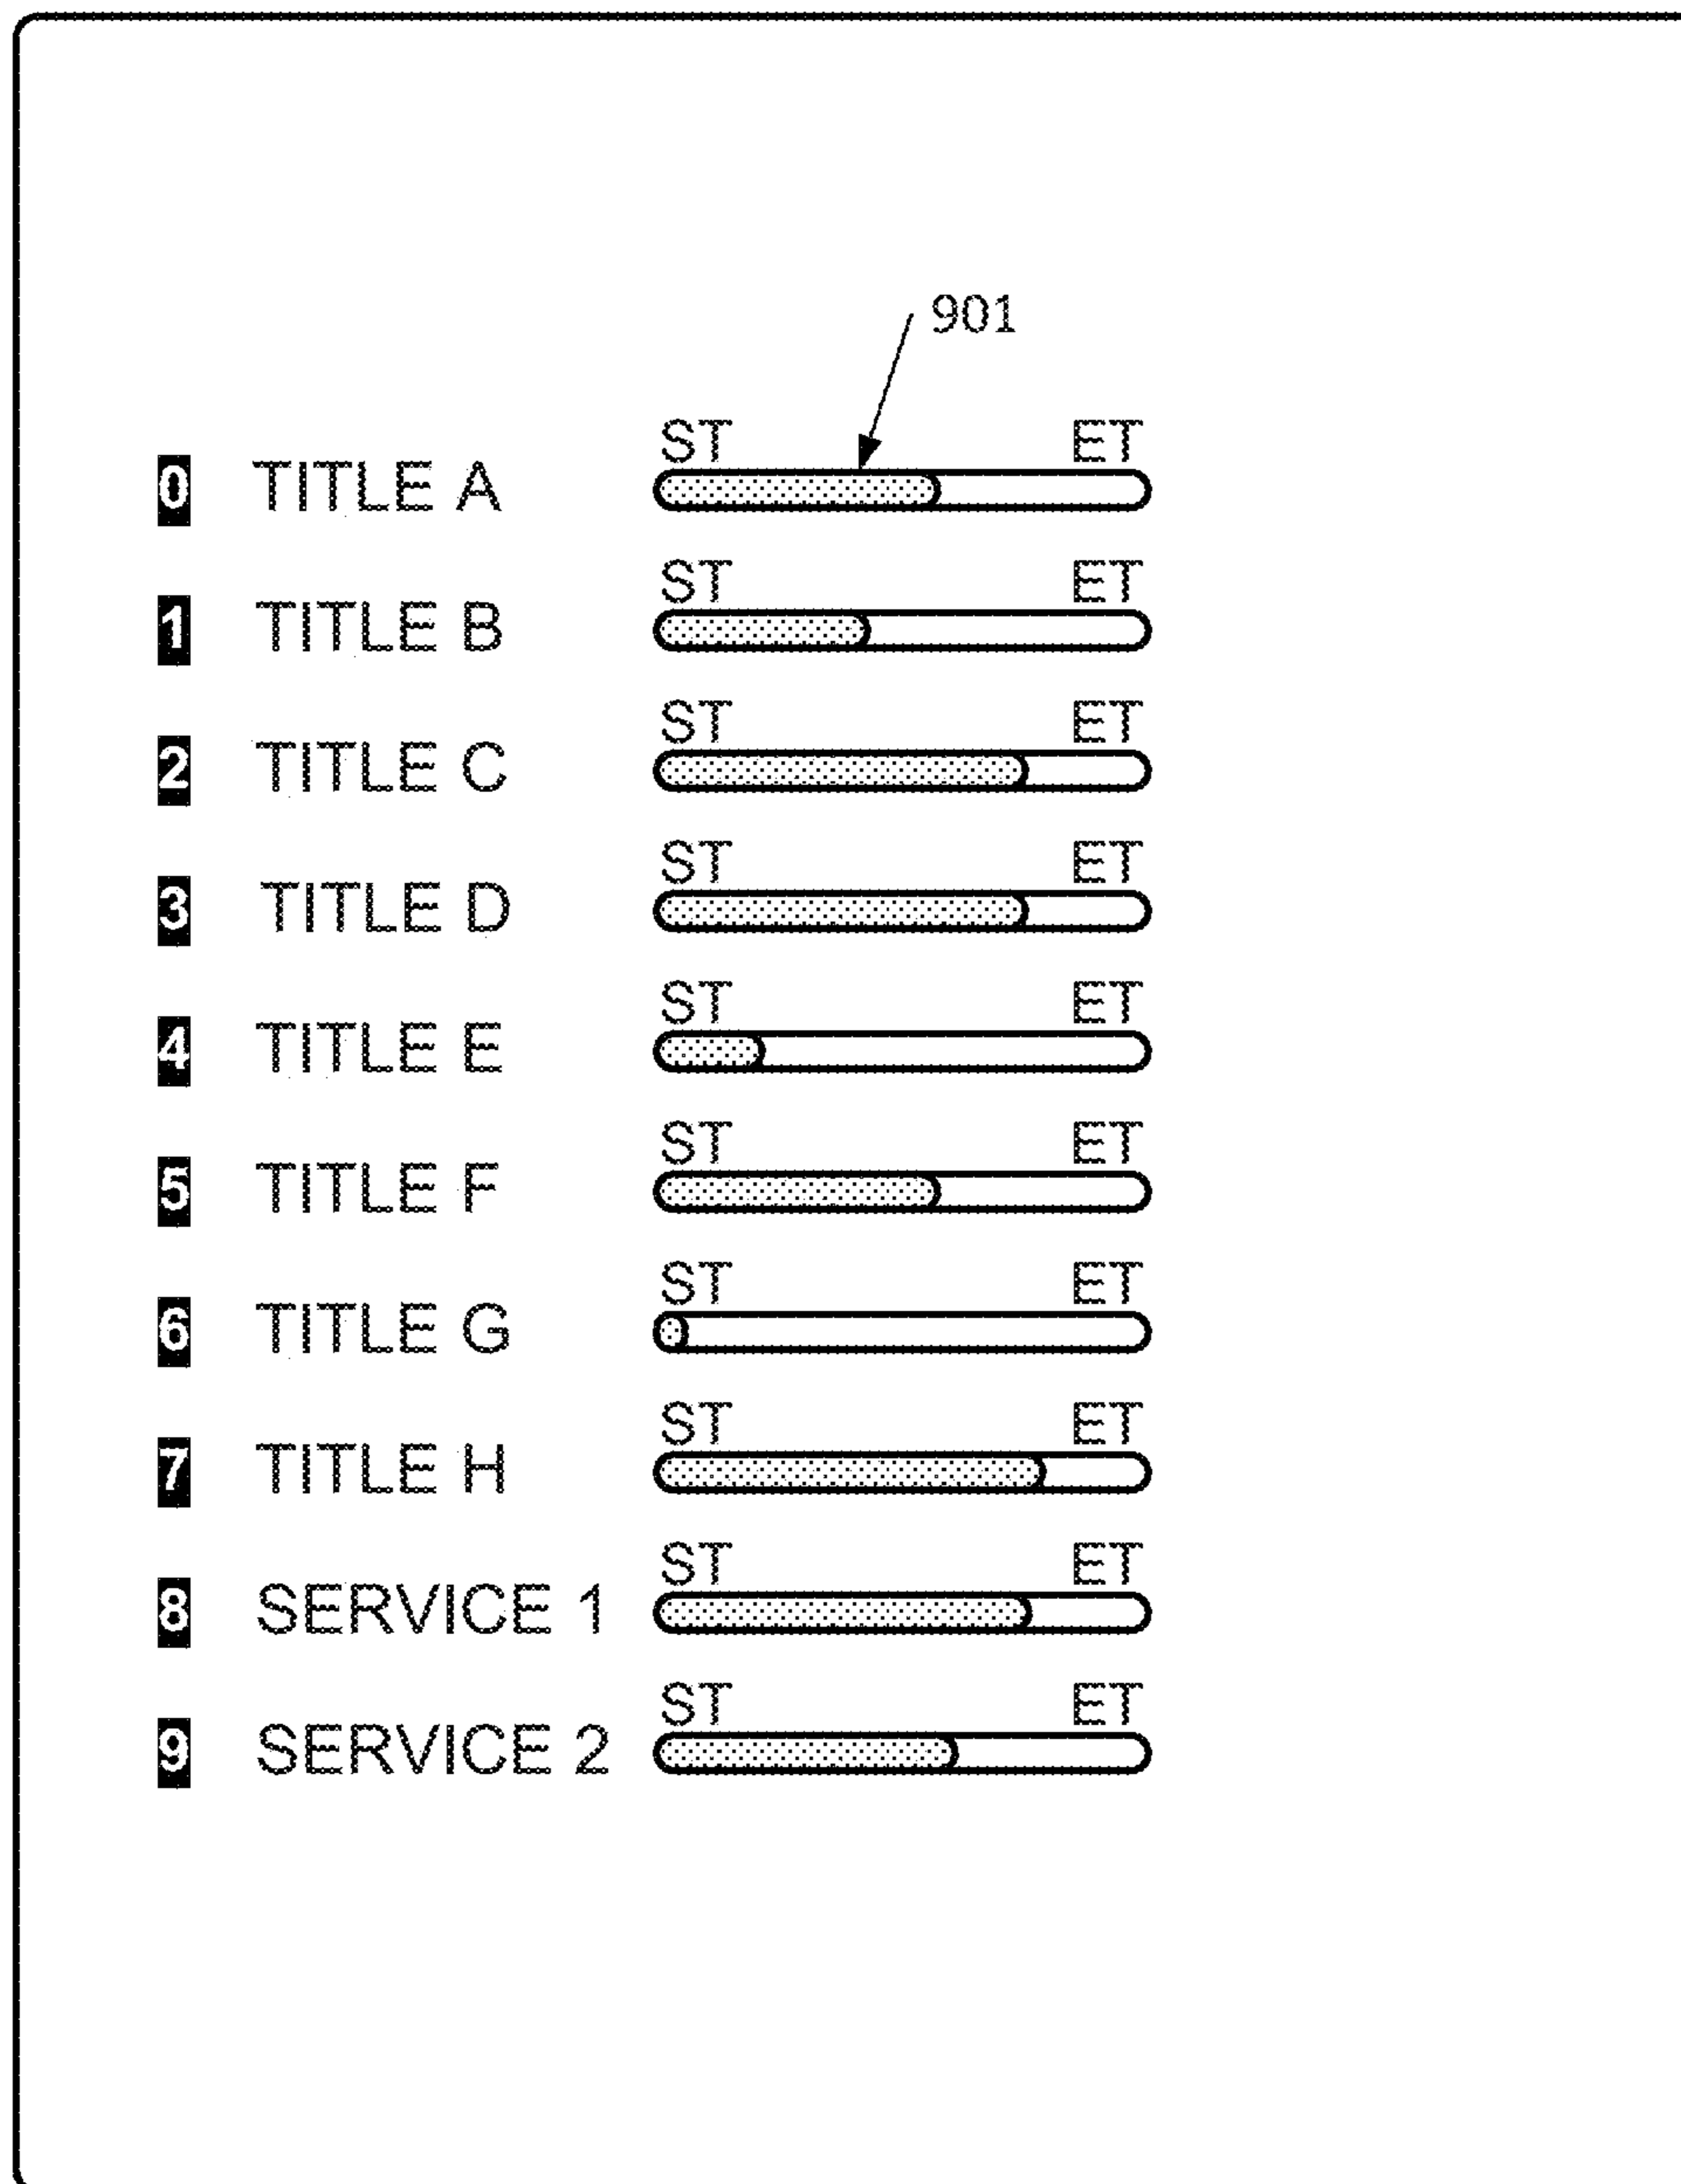 901
ST ET
0 TITLE A
ST ET
1 TITLE B
ST ET
2 TITLE C
ST ET
3 TITLE D
ST ET
4 TITLE E
ST ET
5 TITLE F
ST ET
6 TITLE G
ST ET
7 TITLE H
ST ET
8 SERVICE 1
ST ET
9 SERVICE 2